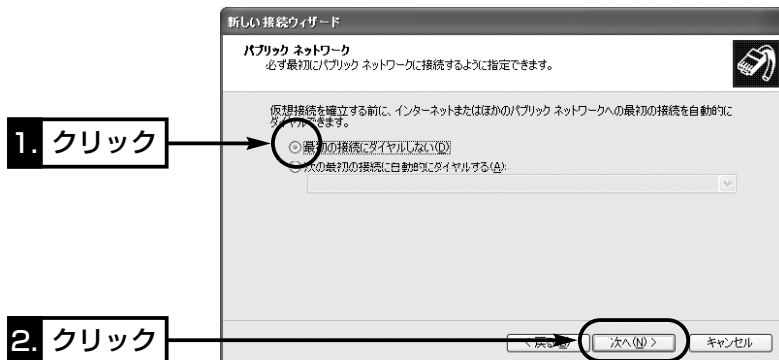 新しい接続ウィザード
パブリック ネットワーク
必ず最初にパブリック ネットワークに接続するように指定できます。
仮想接続を確立する前に、インターネットまたはほかのパブリック ネットワークへの最初の接続を自動的に
ダイヤルできます。
1. クリック
最初の接続にダイヤルしない(D)
次の最初の接続に自動的にダイヤルする(A):
2. クリック
< 戻る(B)
次へ(N) >
キャンセル